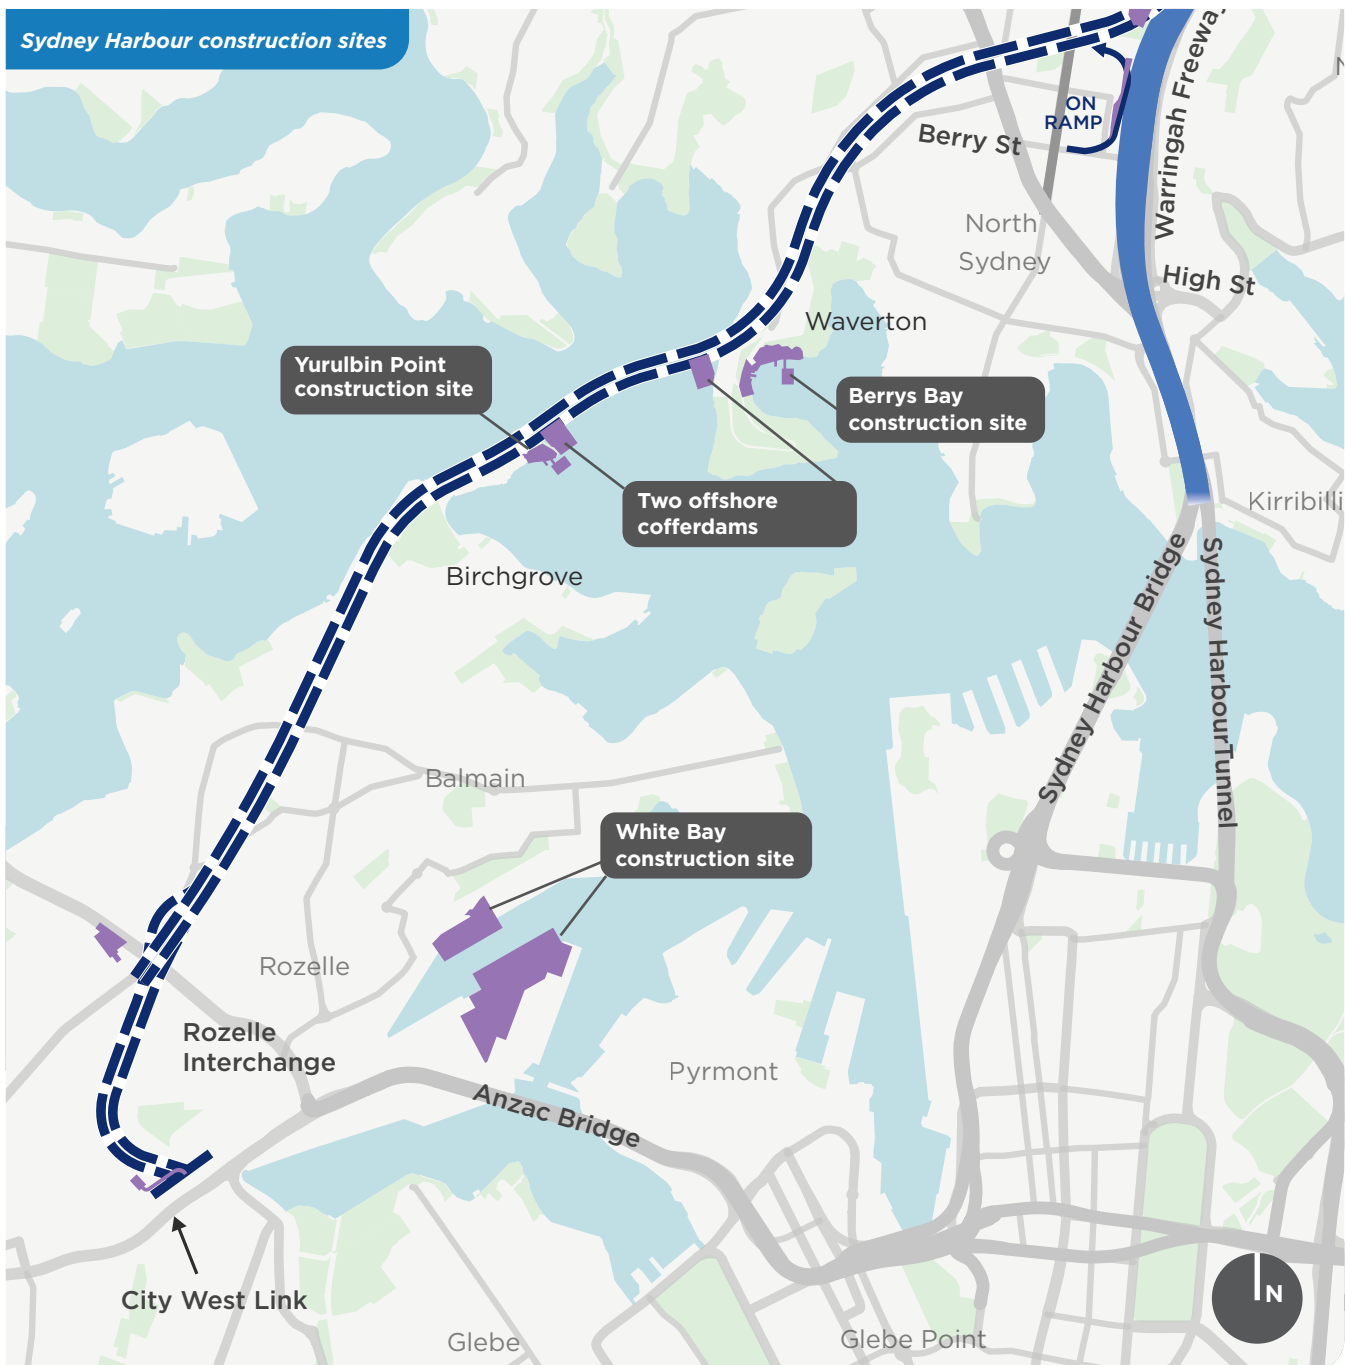 Sydney Harbour construction sites
Warringah Freeway
ON
RAMP
Berry St
North
Sydney
High St
Waverton
Yurulbin Point
construction site
Berrys Bay
construction site
Two offshore
cofferdams
Kirribilli
Birchgrove
Sydney Harbour Bridge
Sydney HarbourTunnel
Balmain
White Bay
construction site
Rozelle
Rozelle
Interchange
Pyrmont
Anzac Bridge
City West Link
N
Glebe
Glebe Point